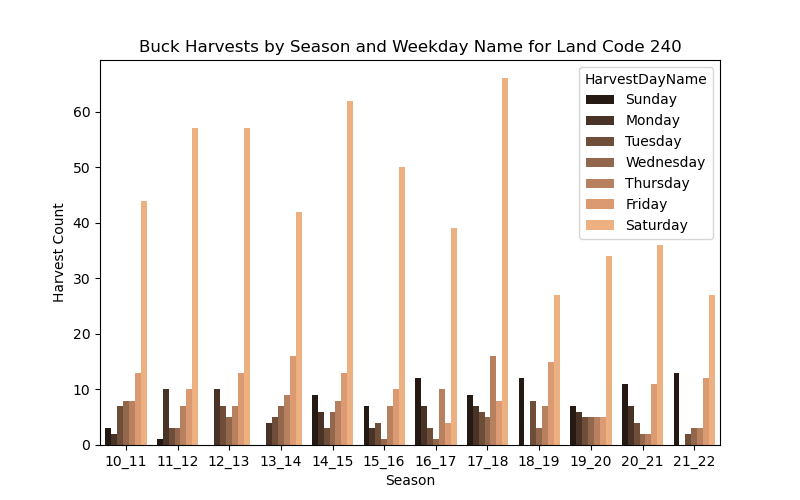 Buck Harvests by Season and Weekday Name for Land Code 240
HarvestDayName
Sunday
Monday
Tuesday
Wednesday
Thursday
Friday
Saturday
Harvest Count
60
50
40
30
20
10
0
10_11 11_12 12_13 13_14 14_15 15_16 16_17 17_18 18_19 19_20 20_21 21_22
Season